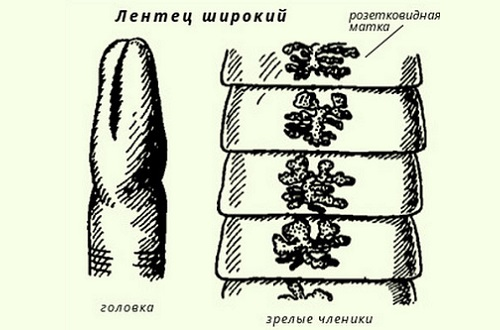 Лентец широкий
розетковидная
матка
головка
зрелые членики